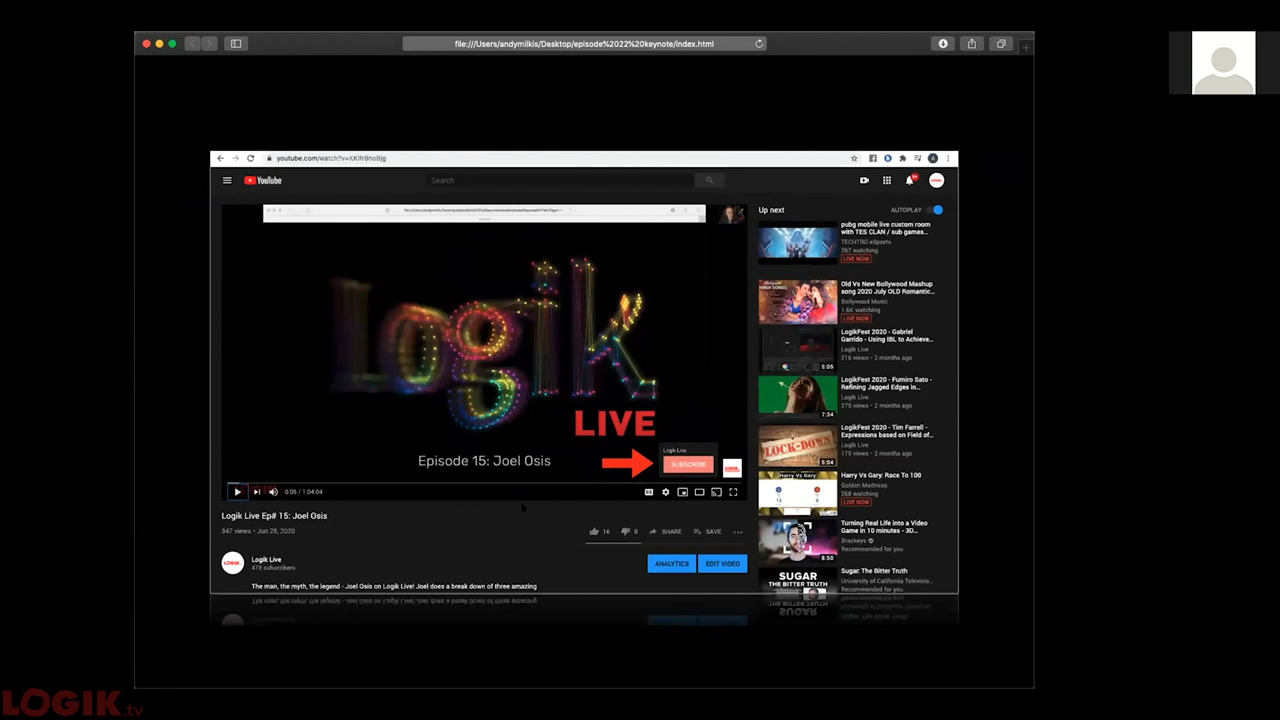 file:///Users/andymilkis/Desktop/episode%2022%20keynote/index.html
YouTube
Search
Logik
LIVE
Episode 15: Joel Osis
Logik Live
SUBSCRIBE
0:05 / 1:04:04
Logik Live Ep# 15: Joel Osis
347 views • Jun 28, 2020
16
8
SHARE
SAVE
Logik Live
478 subscribers
ANALYTICS
EDIT VIDEO
The man, the myth, the legend - Joel Osis on Logik Live! Joel does a break down of three amazing
Up next
AUTOPLAY
pubg mobile live custom room
with TES CLAN / sub games...
TECHTRO eSports
267 watching
LIVE NOW
Old Vs New Bollywood Mashup
song 2020 July OLD Romantic...
Bollywood Music
1.6K watching
LIVE NOW
LogikFest 2020 - Gabriel
Garrido - Using IBL to Achieve...
Logik Live
216 views • 2 months ago
5:05
LogikFest 2020 - Fumiro Sato -
Refining Jagged Edges in...
Logik Live
275 views • 2 months ago
7:34
LogikFest 2020 - Tim Farrell -
Expressions based on Field of...
Logik Live
175 views • 2 months ago
LOCK-DOWN
5:04
Harry Vs Gary: Race To 100
Golden Madness
268 watching
LIVE NOW
Turning Real Life into a Video
Game in 10 minutes - 3D...
Brackeys
Recommended for you
8:50
Sugar: The Bitter Truth
University of California Televisio...
Recommended for you
SUGAR
THE BITTER TRUTH
LOGIK.tv